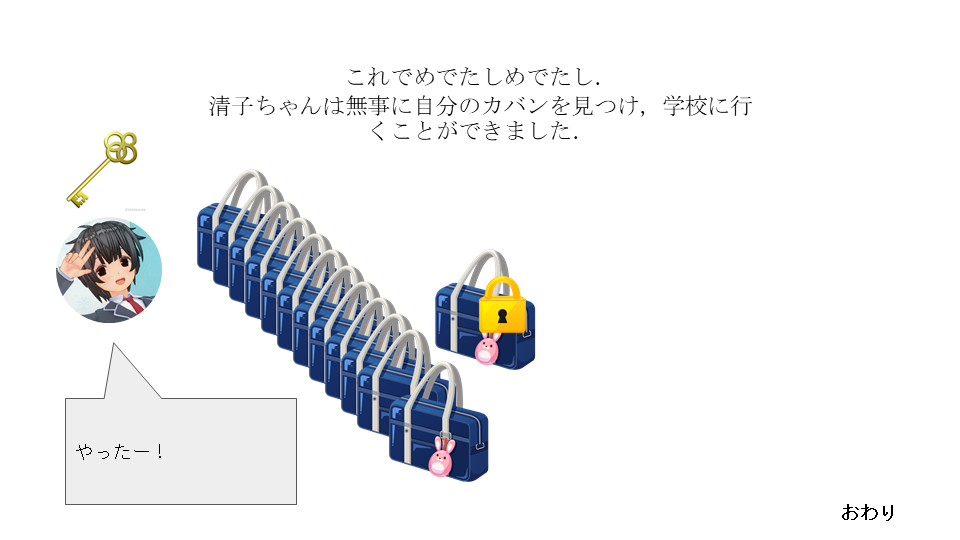 これでめでたしめでたし．
清子ちゃんは無事に自分のカバンを見つけ，学校に行
くことができました．
やったー！
おわり